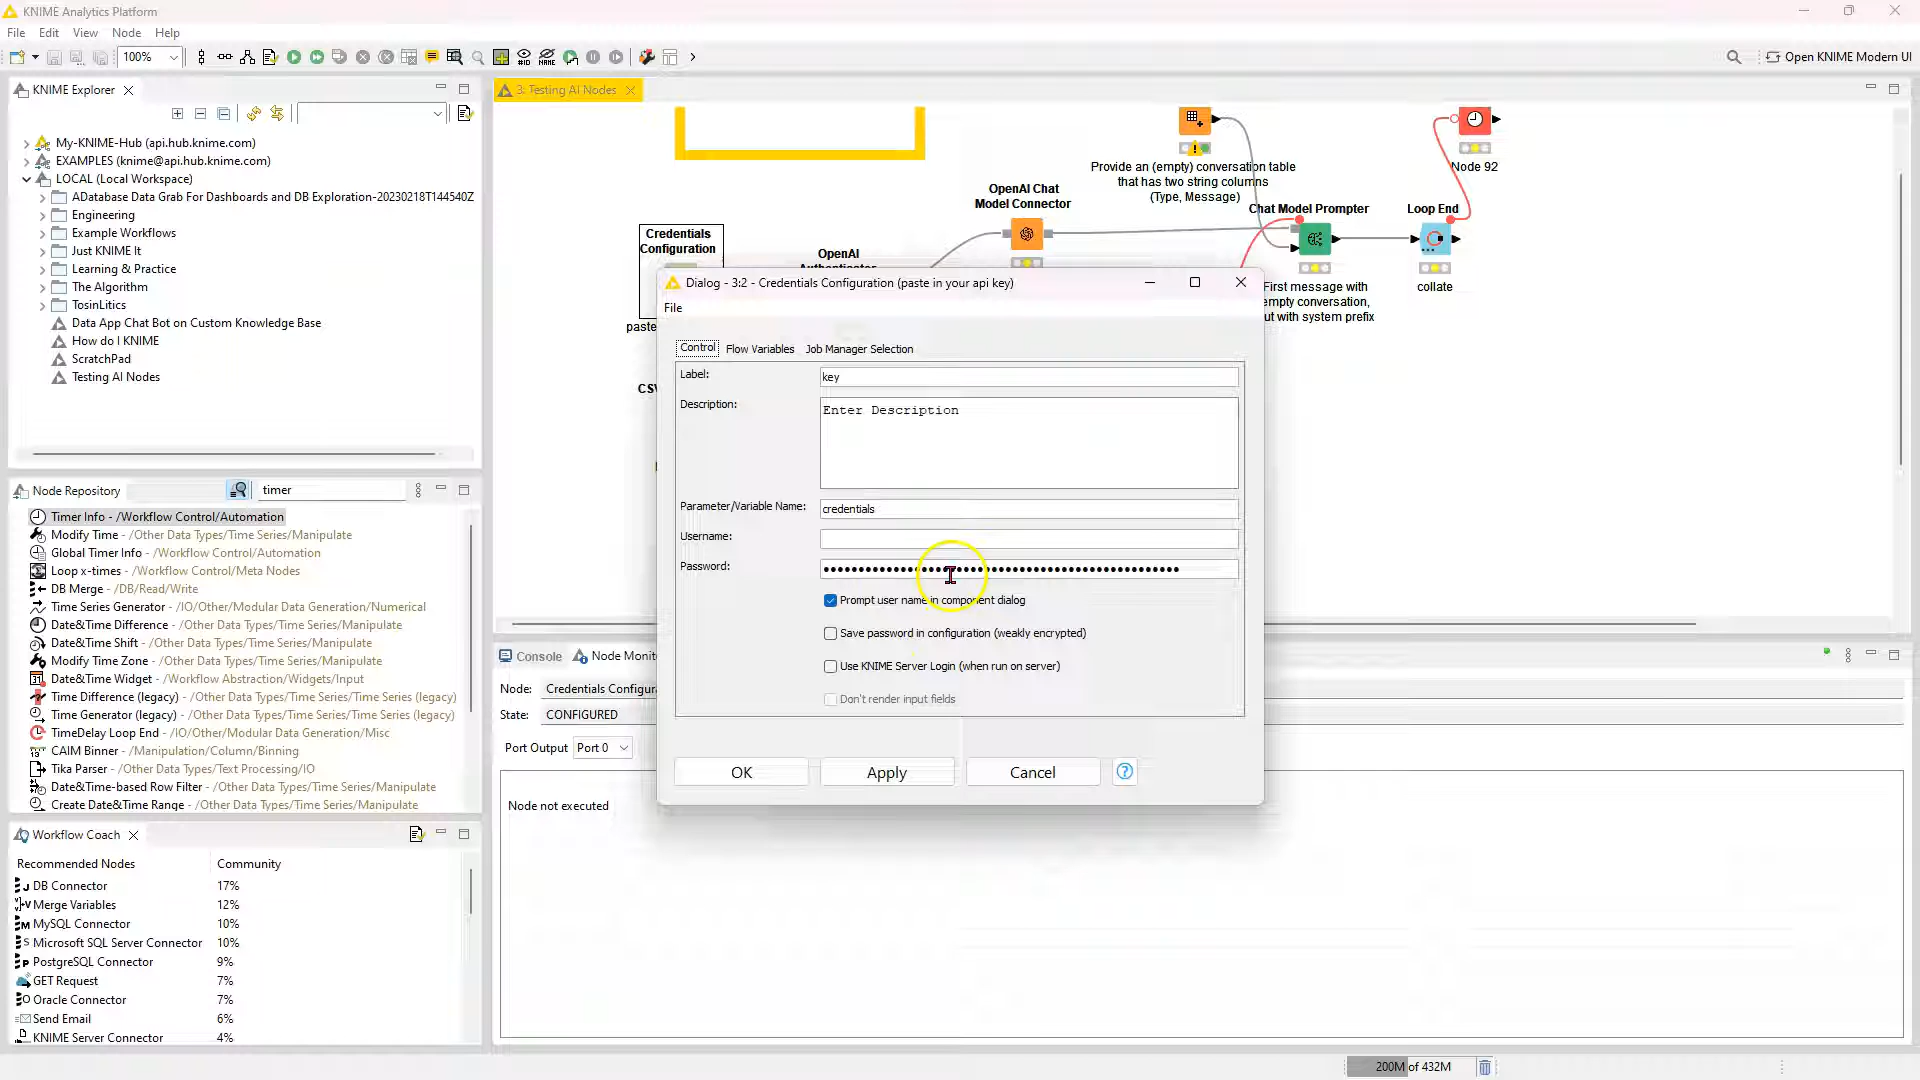 KNIME Analytics Platform
File Edit View Node Help
100%
Open KNIME Modern UI
KNIME Explorer
My-KNIME-Hub (api.hub.knime.com)
EXAMPLES (knime@api.hub.knime.com)
LOCAL (Local Workspace)
ADatabase Data Grab For Dashboards and DB Exploration-20230218T144540Z
Engineering
Example Workflows
Just KNIME It
Learning & Practice
The Algorithm
TosinLitics
Data App Chat Bot on Custom Knowledge Base
How do I KNIME
ScratchPad
Testing AI Nodes
3: Testing AI Nodes
Provide an (empty) conversation table
that has two string columns
(Type, Message)
Node 92
OpenAI Chat
Model Connector
Chat Model Prompter
Loop End
Credentials
Configuration
OpenAI
First message with
empty conversation,
ut with system prefix
collate
paste
CSV
Dialog - 3:2 - Credentials Configuration (paste in your api key)
File
Control Flow Variables Job Manager Selection
Label: key
Description: Enter Description
Parameter/Variable Name: credentials
Username:
Password:
Prompt user name in component dialog
Save password in configuration (weakly encrypted)
Use KNIME Server Login (when run on server)
Don't render input fields
OK Apply Cancel ?
Node Repository timer
Timer Info - /Workflow Control/Automation
Modify Time - /Other Data Types/Time Series/Manipulate
Global Timer Info - /Workflow Control/Automation
Loop x-times - /Workflow Control/Meta Nodes
DB Merge - /DB/Read/Write
Time Series Generator - /IO/Other/Modular Data Generation/Numerical
Date&Time Difference - /Other Data Types/Time Series/Manipulate
Date&Time Shift - /Other Data Types/Time Series/Manipulate
Modify Time Zone - /Other Data Types/Time Series/Manipulate
Date&Time Widget - /Workflow Abstraction/Widgets/Input
Time Difference (legacy) - /Other Data Types/Time Series/Time Series (legacy)
Time Generator (legacy) - /Other Data Types/Time Series/Time Series (legacy)
TimeDelay Loop End - /IO/Other/Modular Data Generation/Misc
CAIM Binner - /Manipulation/Column/Binning
Tika Parser - /Other Data Types/Text Processing/IO
Date&Time-based Row Filter - /Other Data Types/Time Series/Manipulate
Create Date&Time Range - /Other Data Types/Time Series/Manipulate
Console Node Monit
Node: Credentials Configura
State: CONFIGURED
Port Output Port 0
Node not executed
Workflow Coach
Recommended Nodes Community
DB Connector 17%
Merge Variables 12%
MySQL Connector 10%
Microsoft SQL Server Connector 10%
PostgreSQL Connector 9%
GET Request 7%
Oracle Connector 7%
Send Email 6%
KNIME Server Connector 4%
200M of 432M